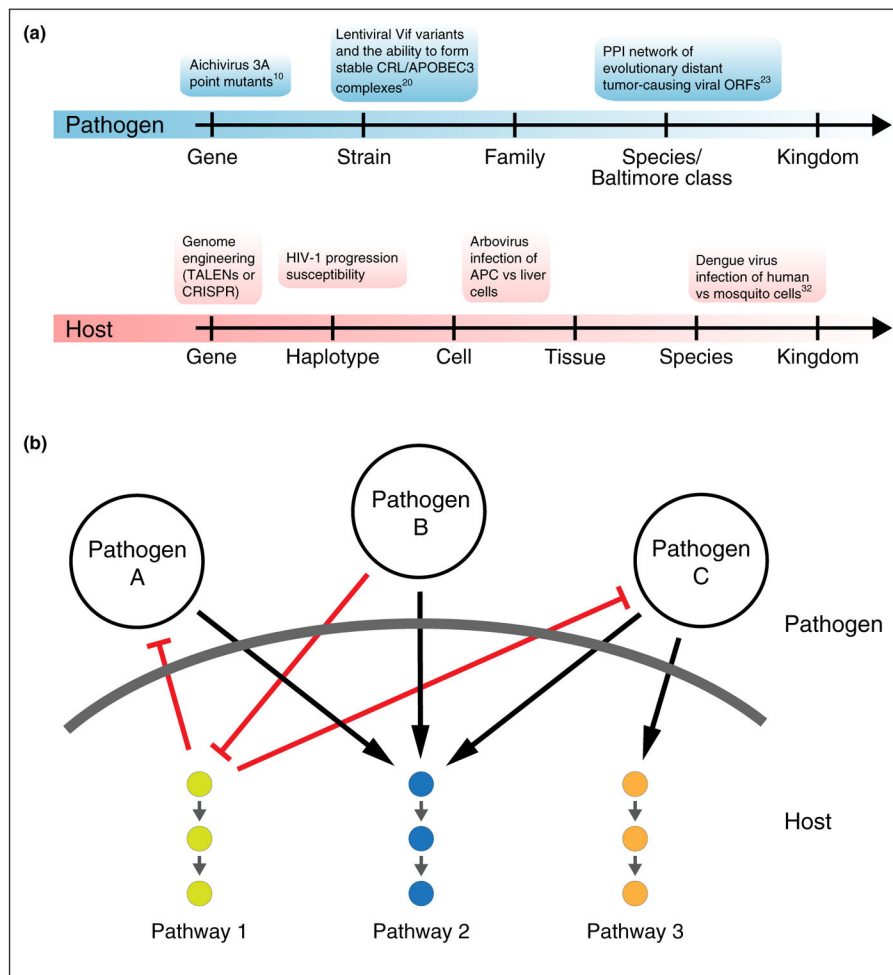 (a)
Aichivirus 3A
point mutants10
Lentiviral Vif variants
and the ability to form
stable CRL/APOBEC3
complexes20
PPI network of
evolutionary distant
tumor-causing viral ORFs23
Pathogen
Gene
Strain
Family
Species/
Baltimore class
Kingdom
Genome
engineering
(TALENs or
CRISPR)
HIV-1 progression
susceptibility
Arbovirus
infection of
APC vs liver
cells
Dengue virus
infection of human
vs mosquito cells32
Host
Gene
Haplotype
Cell
Tissue
Species
Kingdom
(b)
Pathogen
A
Pathogen
B
Pathogen
C
Pathogen
Host
Pathway 1
Pathway 2
Pathway 3